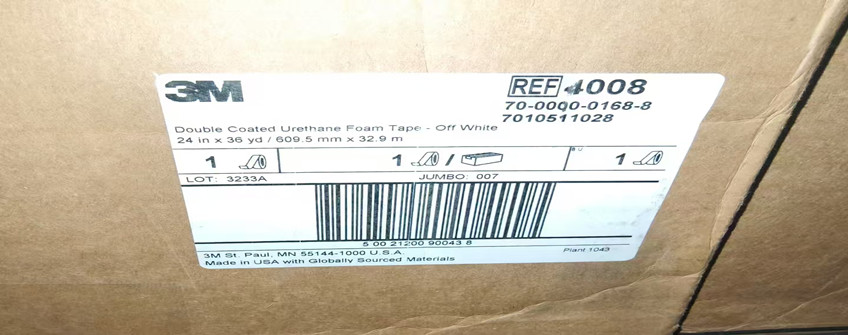 3M
REF 4008
70-0000-0168-8
7010511028
Double Coated Urethane Foam Tape - Off White
24 in x 36 yd / 609.5 mm x 32.9 m
1 1 / 1
LOT: 3233A JUMBO: 007
5 00 21200 90043 8
3M St. Paul, MN 55144-1000 U.S.A. Plant 1043
Made in USA with Globally Sourced Materials